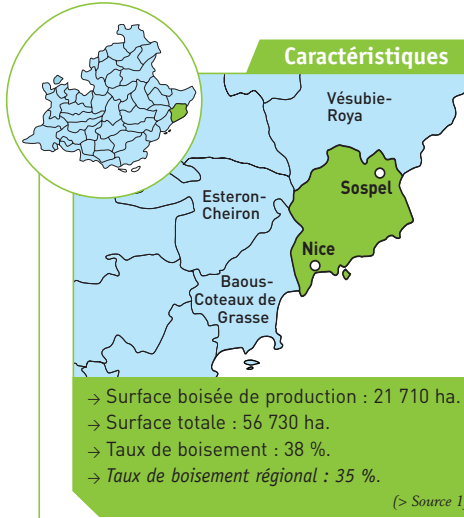 Caractéristiques
Vésubie-
Roya
Sospel
Esteron-
Cheiron
Nice
Baous-
Coteaux de
Grasse
→ Surface boisée de production : 21 710 ha.
→ Surface totale : 56 730 ha.
→ Taux de boisement : 38 %.
→ Taux de boisement régional : 35 %.
(> Source 1)